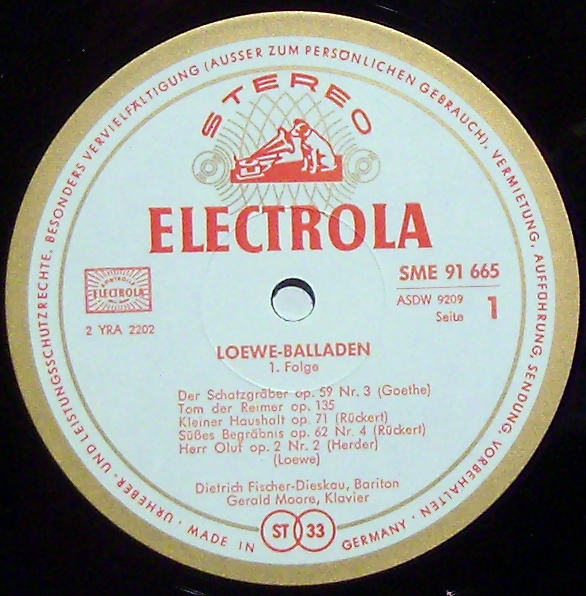 URHEBER- UND LEISTUNGSSCHUTZRECHTE, BESONDERS VERVIELFÄLTIGUNG (AUSSER ZUM PERSÖNLICHEN GEBRAUCH), VERMIETUNG, AUFFÜHRUNG, SENDUNG, VORBEHALTEN ·
STEREO
ELECTROLA
ELECTROLA
2 YRA 2202
SME 91 665
ASDW 9209
Seite 1
LOEWE-BALLADEN
1. Folge
Der Schatzgräber op. 59 Nr. 3 (Goethe)
Tom der Reimer op. 135
Kleiner Haushalt op. 71 (Rückert)
Süßes Begräbnis op. 62 Nr. 4 (Rückert)
Herr Oluf op. 2 Nr. 2 (Herder)
(Loewe)
Dietrich Fischer-Dieskau, Bariton
Gerald Moore, Klavier
ST 33
· MADE IN GERMANY ·